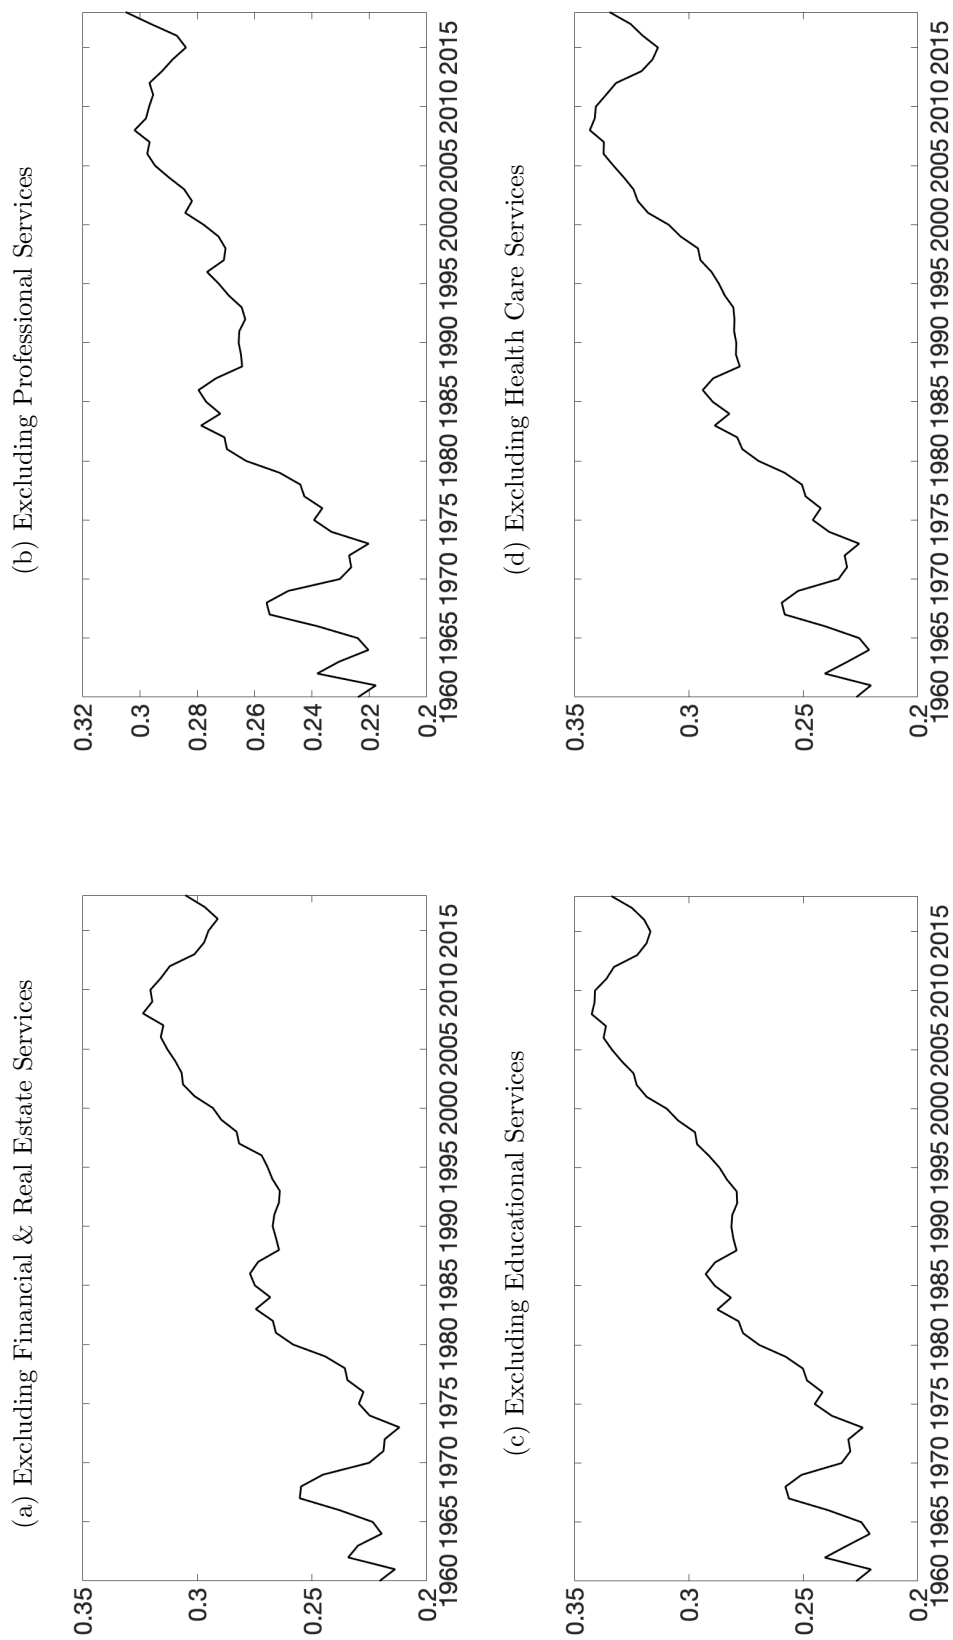 (a) Excluding Financial & Real Estate Services
0.35
0.3
0.25
0.2
1960 1965 1970 1975 1980 1985 1990 1995 2000 2005 2010 2015
(b) Excluding Professional Services
0.32
0.3
0.28
0.26
0.24
0.22
0.2
1960 1965 1970 1975 1980 1985 1990 1995 2000 2005 2010 2015
(c) Excluding Educational Services
0.35
0.3
0.25
0.2
1960 1965 1970 1975 1980 1985 1990 1995 2000 2005 2010 2015
(d) Excluding Health Care Services
0.35
0.3
0.25
0.2
1960 1965 1970 1975 1980 1985 1990 1995 2000 2005 2010 2015